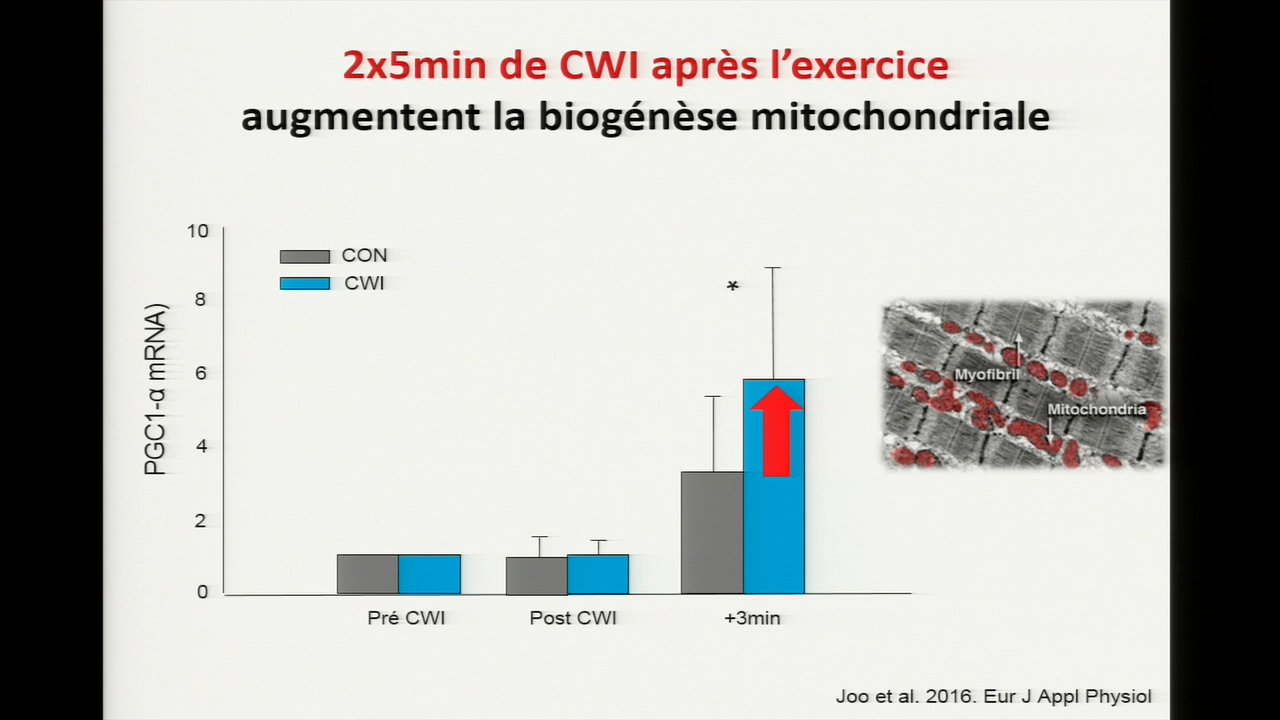 2x5min de CWI après l’exercice
augmentent la biogénèse mitochondriale
10
8
6
4
2
0
PGC1-α mRNA)
CON
CWI
*
Pré CWI
Post CWI
+3min
Myofibril
Mitochondria
Joo et al. 2016. Eur J Appl Physiol